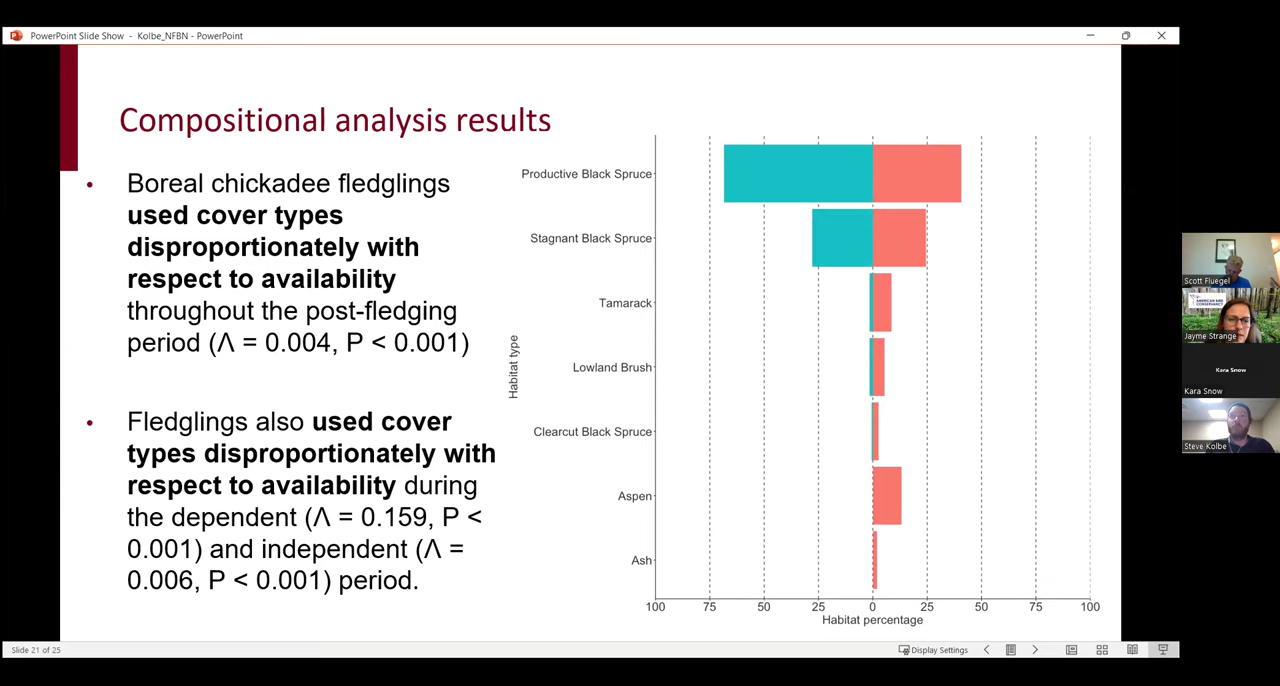 PowerPoint Slide Show - Kolbe_NFBN - PowerPoint
Compositional analysis results
• Boreal chickadee fledglings
used cover types
disproportionately with
respect to availability
throughout the post-fledging
period (Λ = 0.004, P < 0.001)
• Fledglings also used cover
types disproportionately with
respect to availability during
the dependent (Λ = 0.159, P <
0.001) and independent (Λ =
0.006, P < 0.001) period.
Habitat type
Productive Black Spruce
Stagnant Black Spruce
Tamarack
Lowland Brush
Clearcut Black Spruce
Aspen
Ash
100 75 50 25 0 25 50 75 100
Habitat percentage
Scott Fluegel
AMERICAN BIRD
CONSERVANCY
Jayme Strange
Kara Snow
Kara Snow
Steve Kolbe
Slide 21 of 25
Display Settings